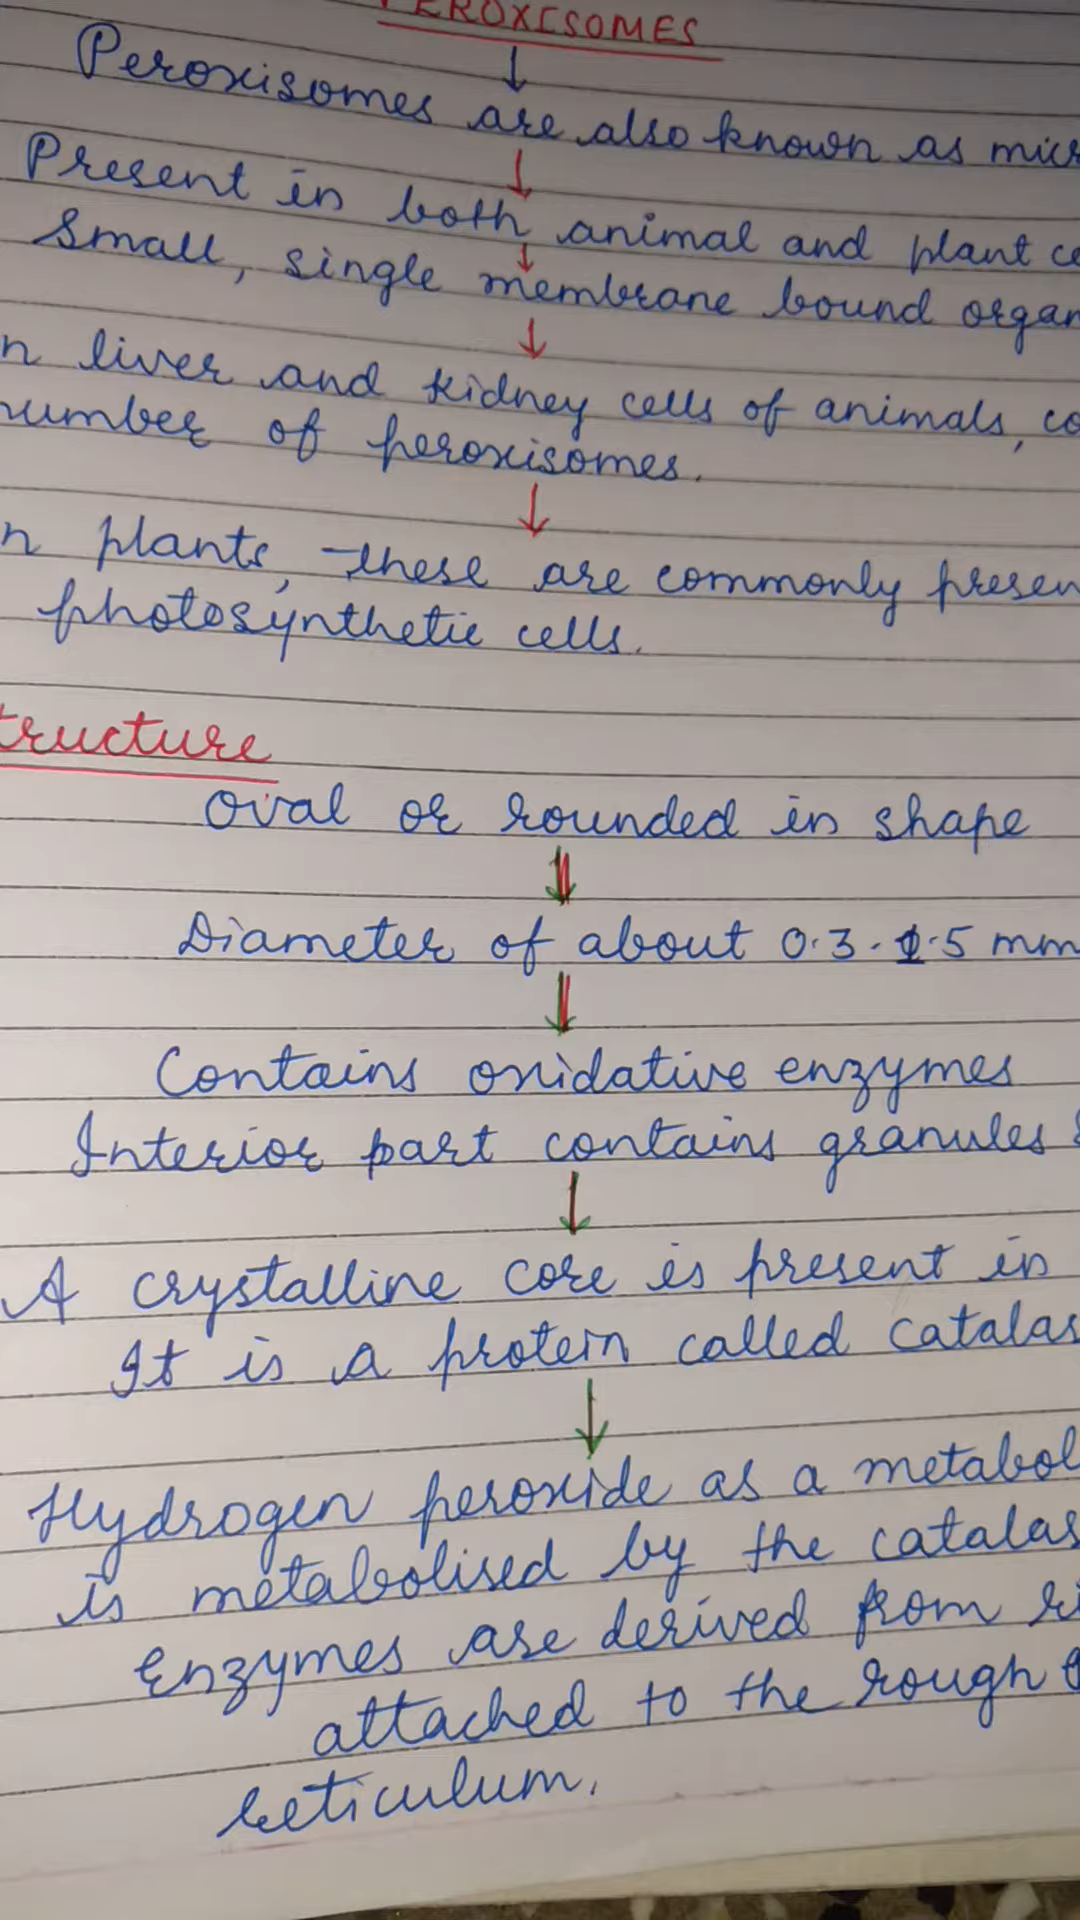 PEROXISOMES
Peroxisomes are also known as mic
Present in both animal and plant ce
Small, single membrane bound organ
n liver and kidney cells of animals, co
number of peroxisomes.
n plants, these are commonly presen
photosynthetic cells.
tructure
Oval or rounded in shape
Diameter of about 0.3-1.5 mm
Contains oxidative enzymes
Interior part contains granules
A crystalline core is present in
It is a protein called catalas
Hydrogen peroxide as a metabol
is metabolised by the catalas
Enzymes are derived from ri
attached to the rough
reticulum.